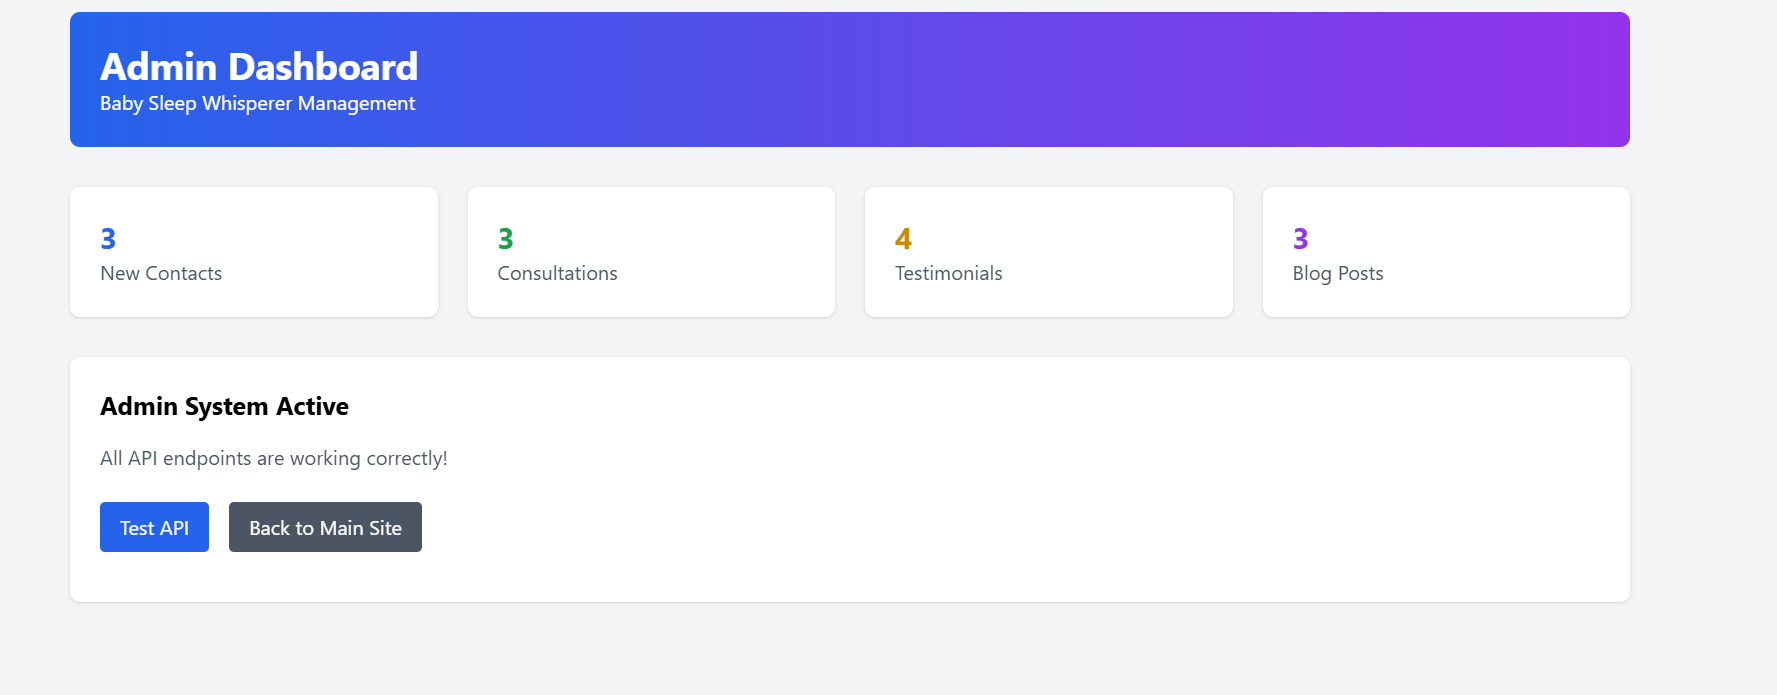 Admin Dashboard
Baby Sleep Whisperer Management
3
New Contacts
3
Consultations
4
Testimonials
3
Blog Posts
Admin System Active
All API endpoints are working correctly!
Test API
Back to Main Site